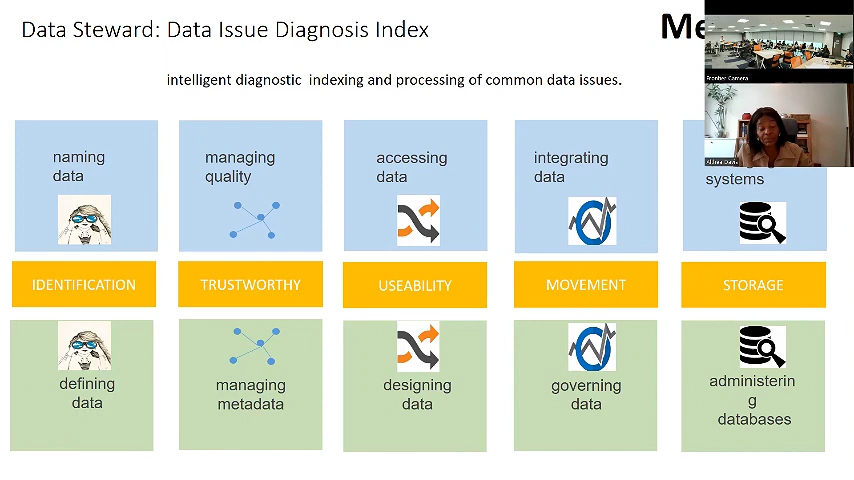 Data Steward: Data Issue Diagnosis Index
Me
intelligent diagnostic indexing and processing of common data issues.
Fronter Camera
naming
data
managing
quality
accessing
data
integrating
data
systems
IDENTIFICATION
TRUSTWORTHY
USEABILITY
MOVEMENT
STORAGE
defining
data
managing
metadata
designing
data
governing
data
administerin
g
databases